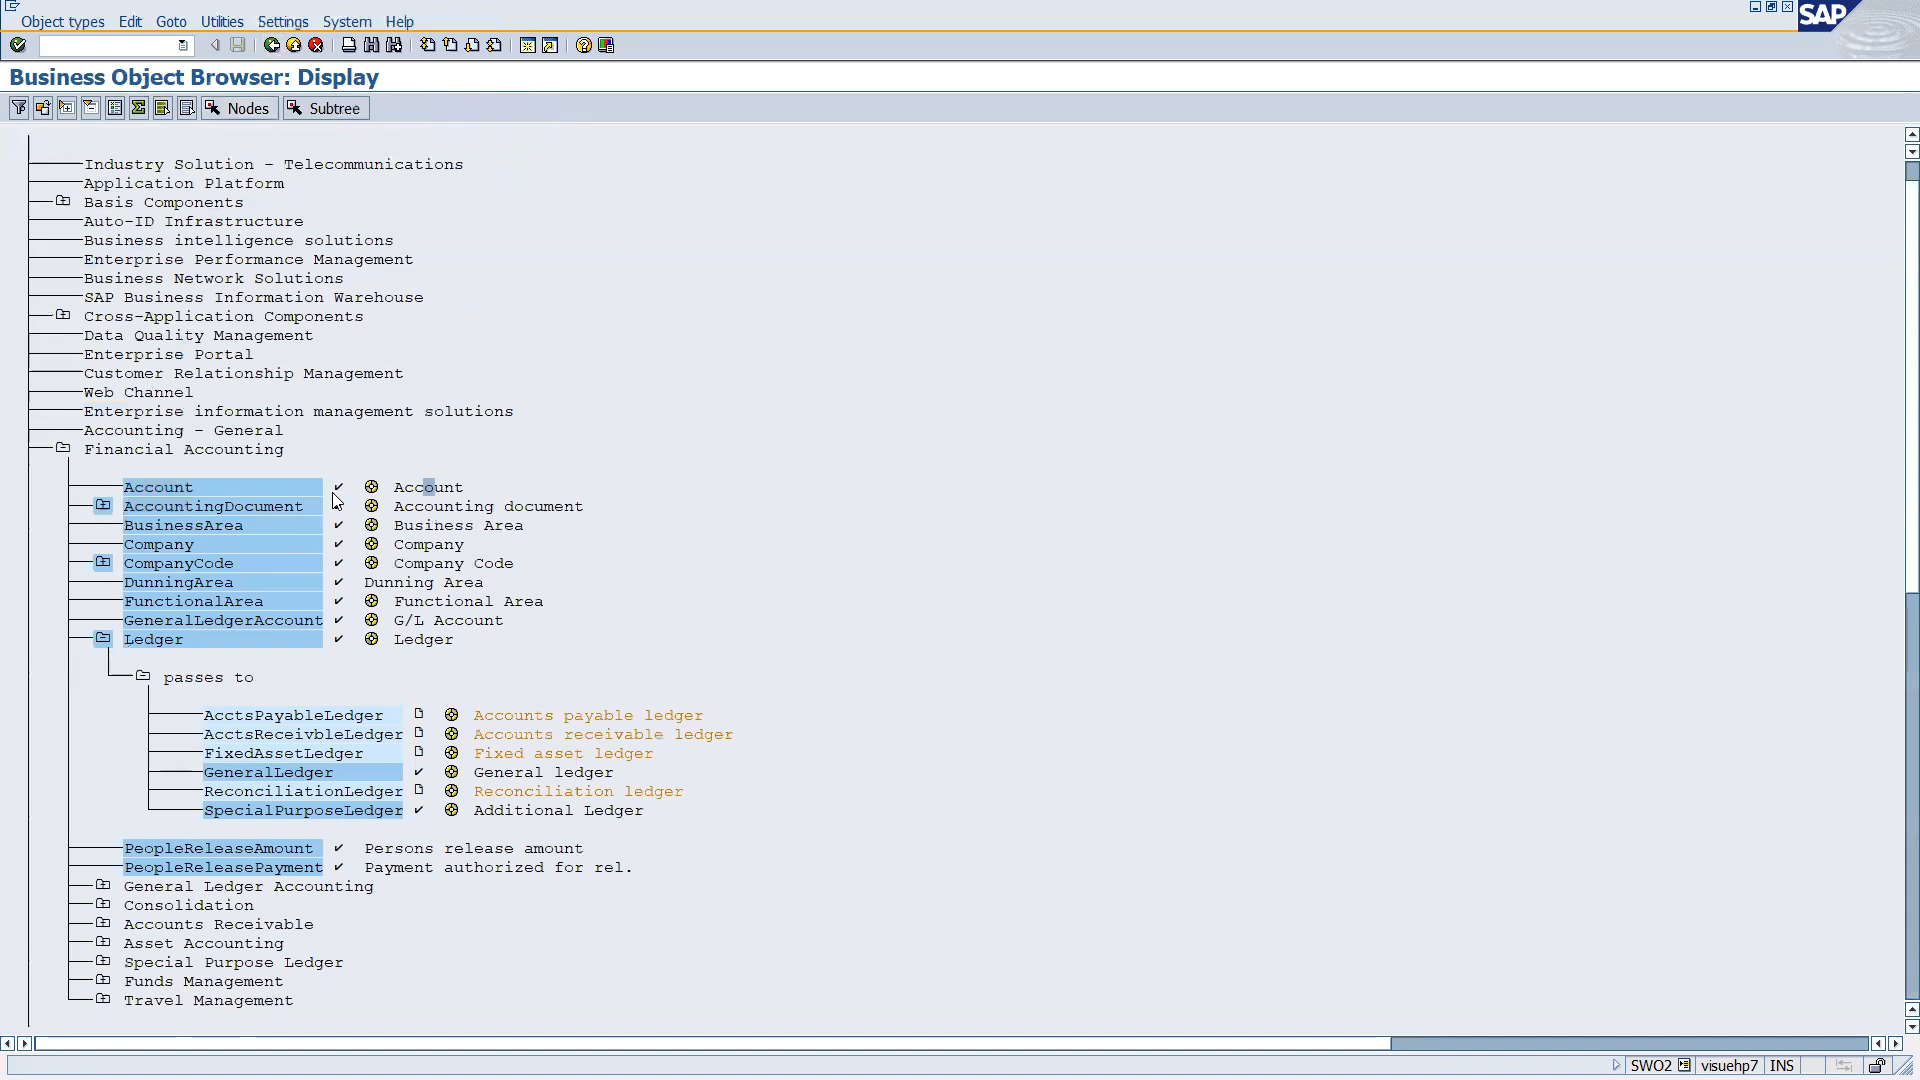 Object types Edit Goto Utilities Settings System Help
SAP
Business Object Browser: Display
Nodes Subtree
Industry Solution - Telecommunications
Application Platform
Basis Components
Auto-ID Infrastructure
Business intelligence solutions
Enterprise Performance Management
Business Network Solutions
SAP Business Information Warehouse
Cross-Application Components
Data Quality Management
Enterprise Portal
Customer Relationship Management
Web Channel
Enterprise information management solutions
Accounting - General
Financial Accounting
Account Account
AccountingDocument Accounting document
BusinessArea Business Area
Company Company
CompanyCode Company Code
DunningArea Dunning Area
FunctionalArea Functional Area
GeneralLedgerAccount G/L Account
Ledger Ledger
passes to
AcctsPayableLedger Accounts payable ledger
AcctsReceivbleLedger Accounts receivable ledger
FixedAssetLedger Fixed asset ledger
GeneralLedger General ledger
ReconciliationLedger Reconciliation ledger
SpecialPurposeLedger Additional Ledger
PeopleReleaseAmount Persons release amount
PeopleReleasePayment Payment authorized for rel.
General Ledger Accounting
Consolidation
Accounts Receivable
Asset Accounting
Special Purpose Ledger
Funds Management
Travel Management
SWO2 visuehp7 INS